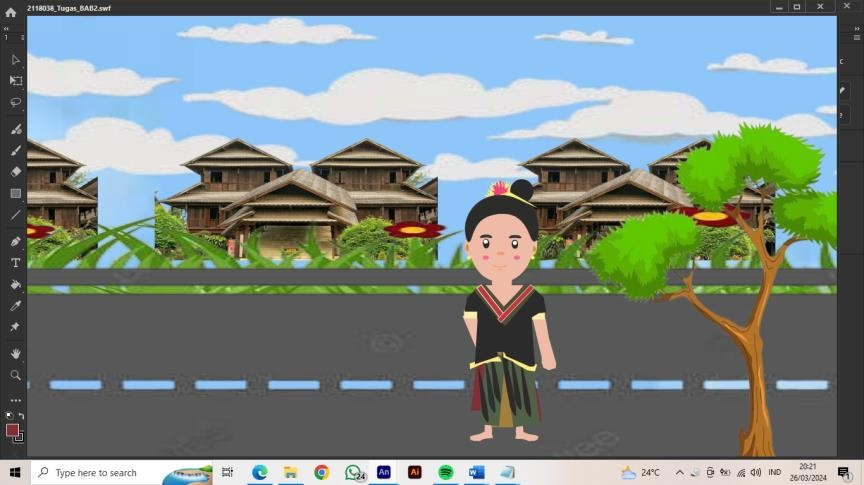 2118038_Tugas_BAB2.swf
Type here to search
24
An
Ai
24°C
IND
20:21
26/03/2024